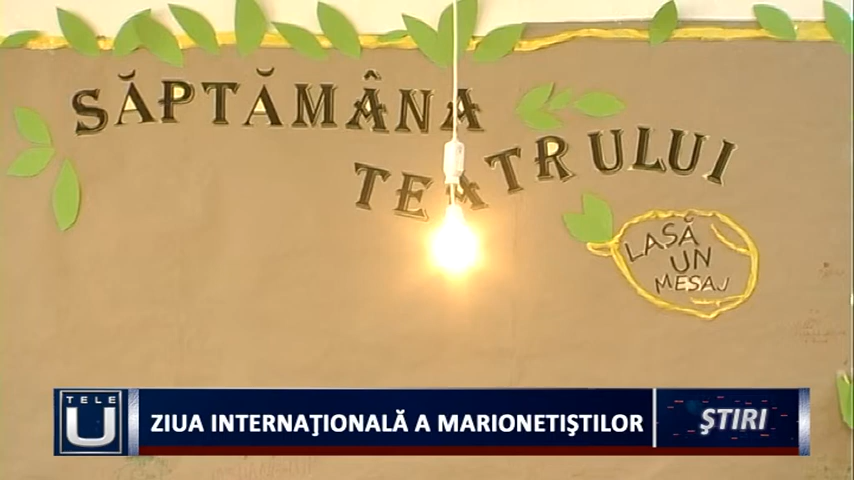 SĂPTĂMÂNA
TEATRULUI
LASĂ
UN
MESAJ
TELE
U
ZIUA INTERNAŢIONALĂ A MARIONETIŞTILOR
ŞTIRI